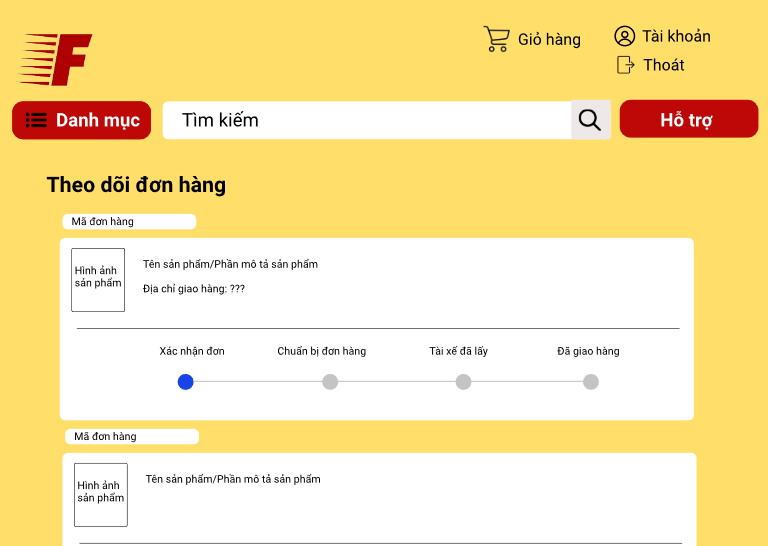 F
Giỏ hàng
Tài khoản
Thoát
Danh mục
Tìm kiếm
Hỗ trợ
Theo dõi đơn hàng
Mã đơn hàng
Hình ảnh
sản phẩm
Tên sản phẩm/Phần mô tả sản phẩm
Địa chỉ giao hàng: ???
Xác nhận đơn
Chuẩn bị đơn hàng
Tài xế đã lấy
Đã giao hàng
Mã đơn hàng
Hình ảnh
sản phẩm
Tên sản phẩm/Phần mô tả sản phẩm